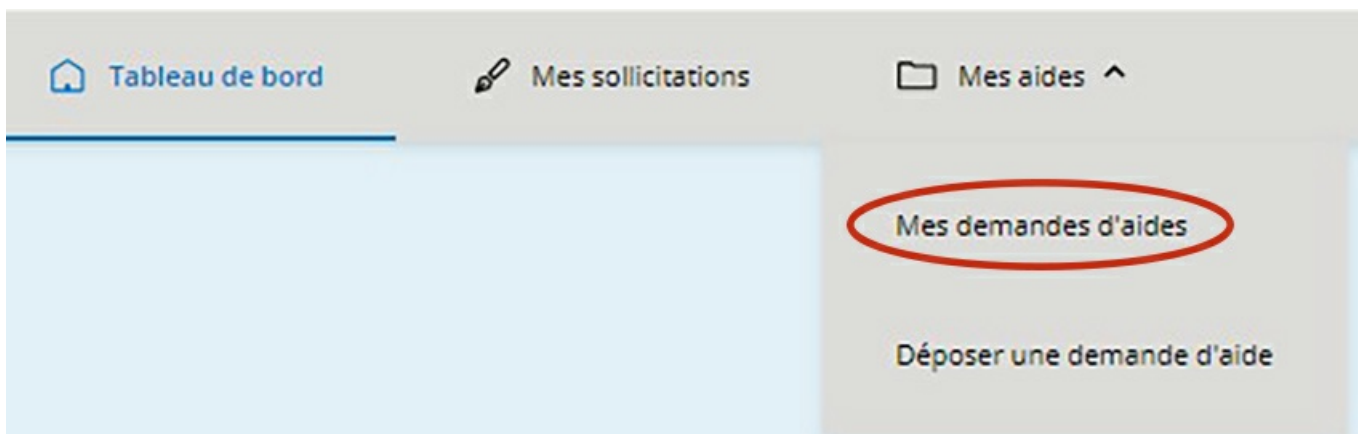 Tableau de bord
Mes sollicitations
Mes aides
Mes demandes d'aides
Déposer une demande d'aide